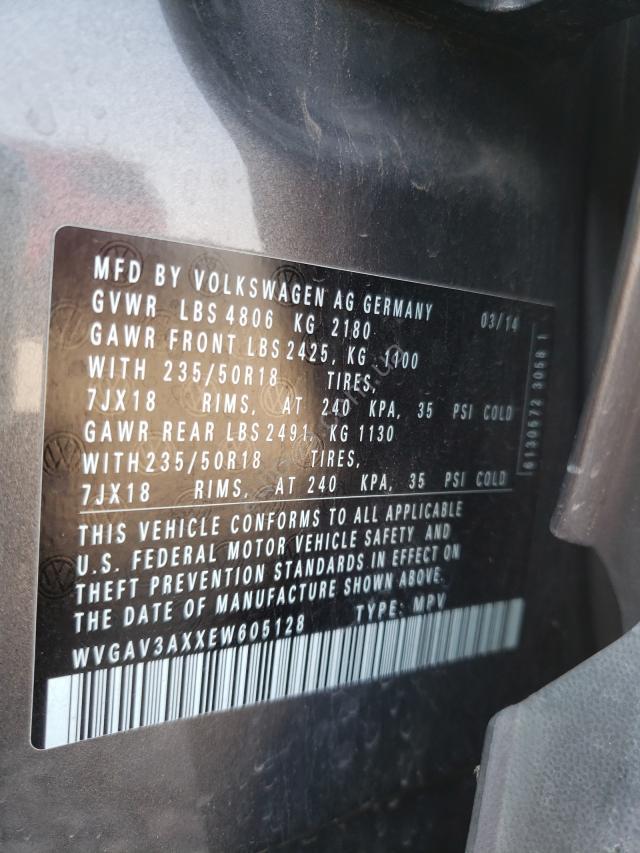 MFD BY VOLKSWAGEN AG GERMANY 03/14
GVWR LBS 4806 KG 2180
GAWR FRONT LBS 2425, KG 1100
WITH 235/50R18 TIRES,
7JX18 RIMS, AT 240 KPA, 35 PSI COLD
GAWR REAR LBS 2491, KG 1130
WITH 235/50R18 TIRES,
7JX18 RIMS, AT 240 KPA, 35 PSI COLD
THIS VEHICLE CONFORMS TO ALL APPLICABLE
U.S. FEDERAL MOTOR VEHICLE SAFETY AND
THEFT PREVENTION STANDARDS IN EFFECT ON
THE DATE OF MANUFACTURE SHOWN ABOVE.
WVGAV3AXXEW605128 TYPE: MPV